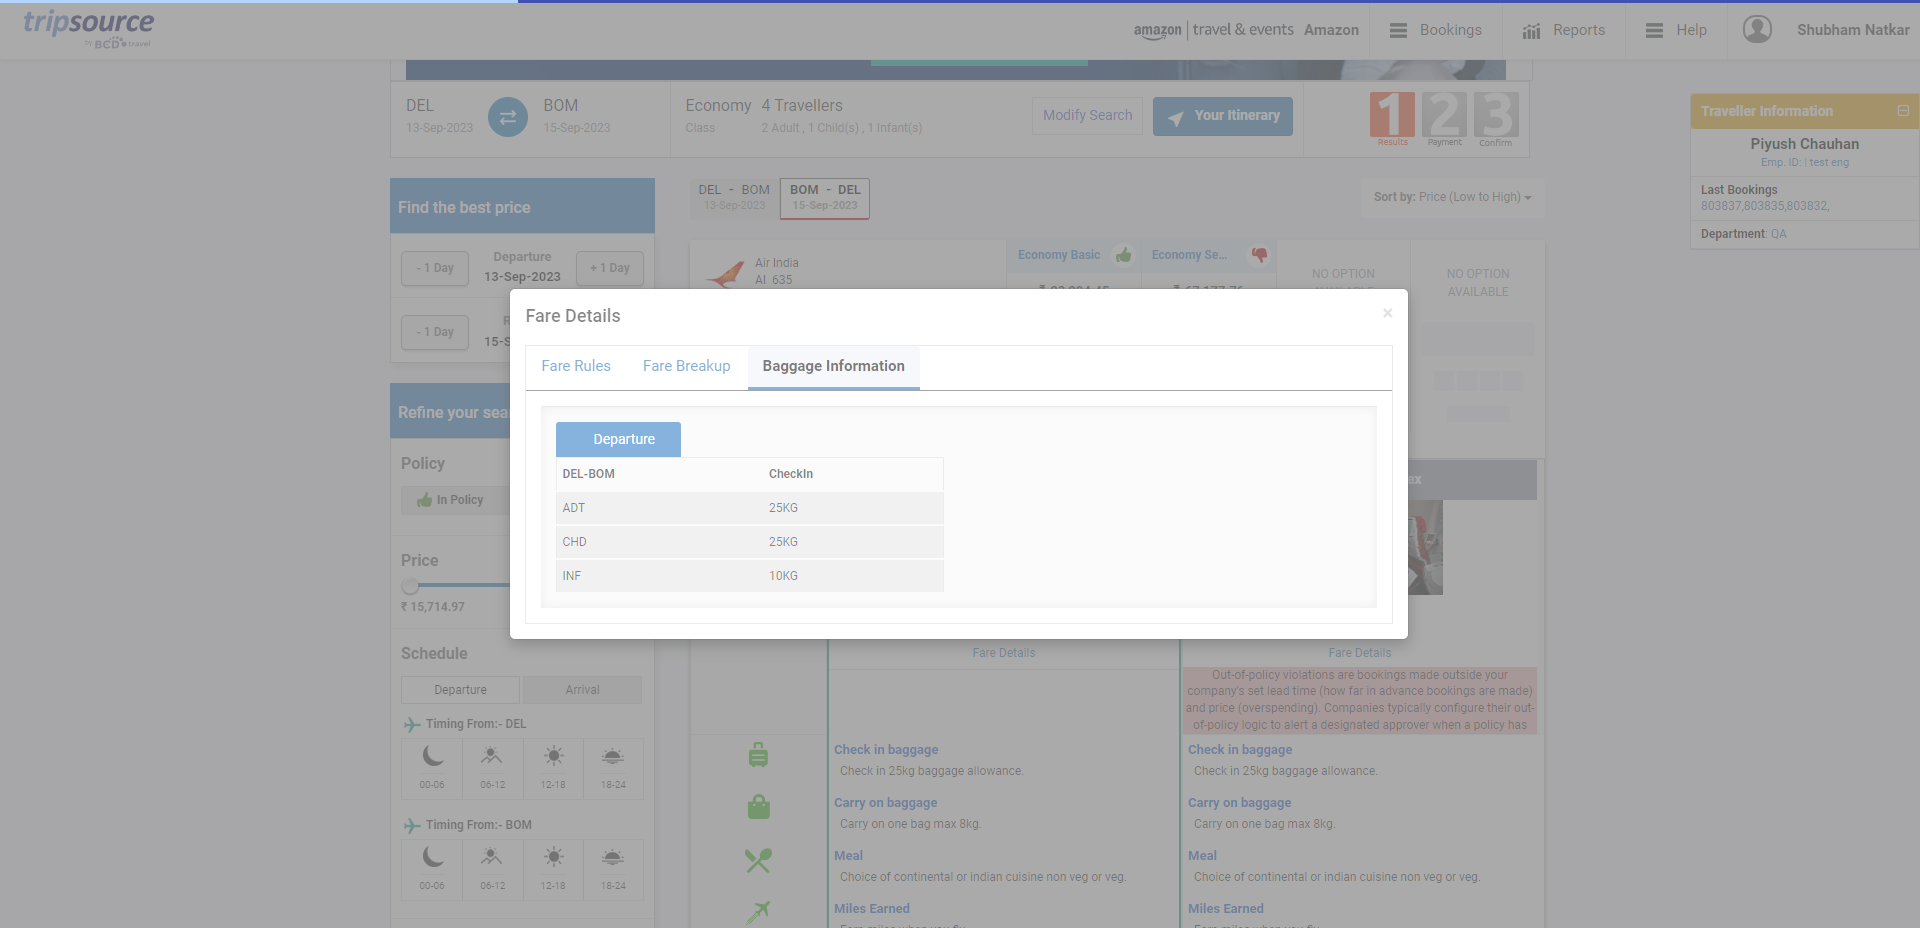 tripsource
by BCD travel
amazon | travel & events Amazon
Bookings
Reports
Help
Shubham Natkar
DEL
13-Sep-2023
BOM
15-Sep-2023
Economy
Class
4 Travellers
2 Adult , 1 Child(s) , 1 Infant(s)
Modify Search
Your Itinerary
1 2 3
Results Payment Confirm
Traveller Information
Piyush Chauhan
Emp. ID: | test eng
Last Bookings
803837,803835,803832,
Department: QA
Find the best price
- 1 Day
Departure
13-Sep-2023
+ 1 Day
- 1 Day
DEL - BOM
13-Sep-2023
BOM - DEL
15-Sep-2023
Sort by: Price (Low to High)
Air India
AI 635
Economy Basic
Economy Se...
NO OPTION
AVAILABLE
NO OPTION
AVAILABLE
Fare Details
×
Fare Rules
Fare Breakup
Baggage Information
Departure
DEL-BOM CheckIn
ADT 25KG
CHD 25KG
INF 10KG
Policy
In Policy
Price
₹ 15,714.97
Schedule
Departure
Arrival
Timing From:- DEL
00-06 06-12 12-18 18-24
Timing From:- BOM
00-06 06-12 12-18 18-24
Fare Details
Check in baggage
Check in 25kg baggage allowance.
Carry on baggage
Carry on one bag max 8kg.
Meal
Choice of continental or indian cuisine non veg or veg.
Miles Earned
Fare Details
Out-of-policy violations are bookings made outside your
company's set lead time (how far in advance bookings are made)
and price (overspending). Companies typically configure their out-
of-policy logic to alert a designated approver when a policy has
Check in baggage
Check in 25kg baggage allowance.
Carry on baggage
Carry on one bag max 8kg.
Meal
Choice of continental or indian cuisine non veg or veg.
Miles Earned